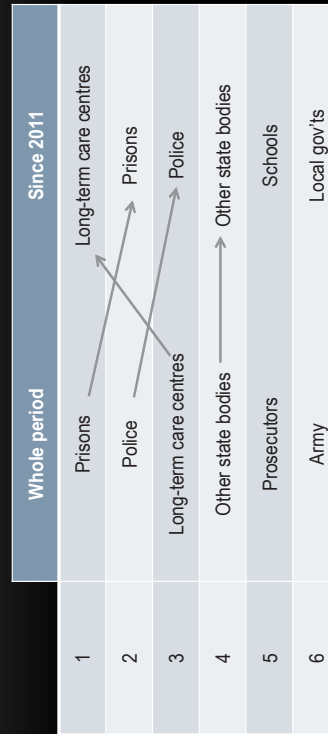 Whole period Since 2011
1 Prisons Long-term care centres
2 Police Prisons
3 Long-term care centres Police
4 Other state bodies Other state bodies
5 Prosecutors Schools
6 Army Local gov'ts